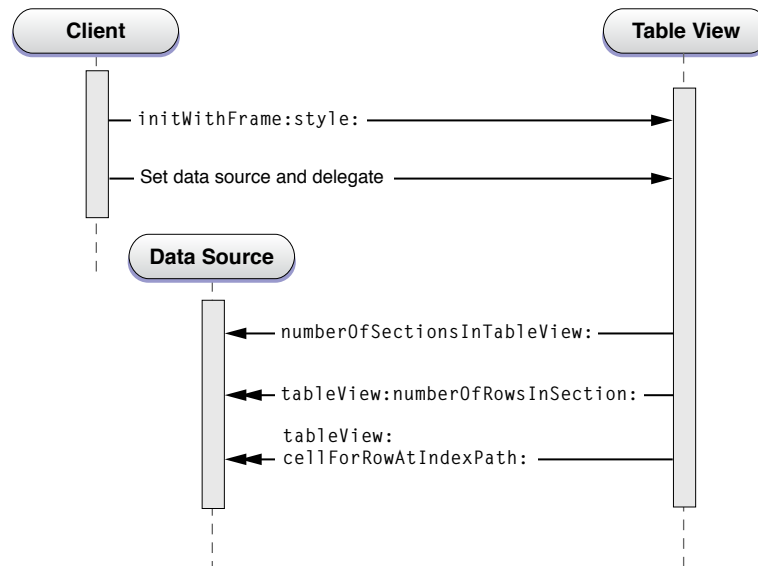 Client
Table View
initWithFrame:style:
Set data source and delegate
Data Source
numberOfSectionsInTableView:
tableView:numberOfRowsInSection:
tableView:
cellForRowAtIndexPath: